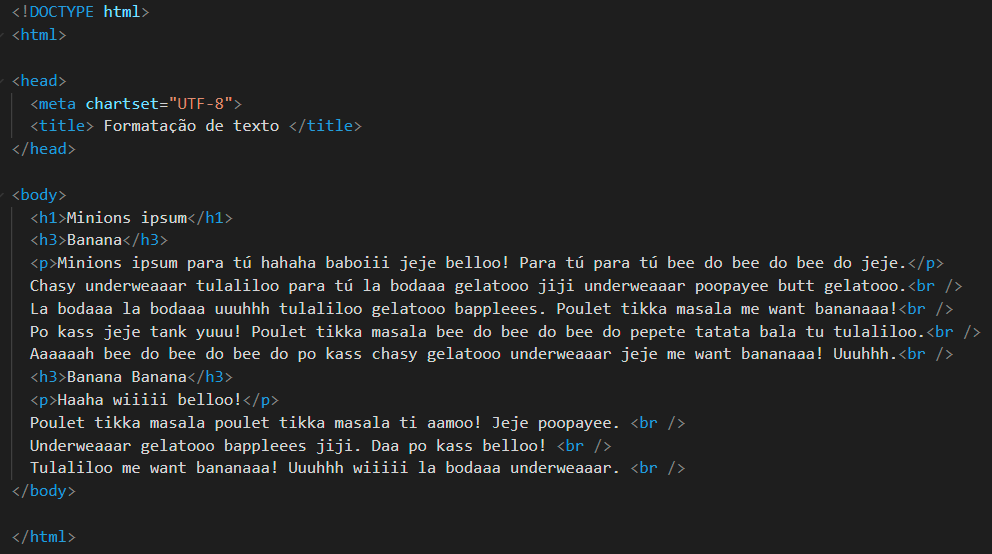 <!DOCTYPE html>
<html>
<head>
<meta chartset="UTF-8">
<title> Formatação de texto </title>
</head>
<body>
<h1>Minions ipsum</h1>
<h3>Banana</h3>
<p>Minions ipsum para tú hahaha baboiii jeje belloo! Para tú para tú bee do bee do bee do jeje.</p>
Chasy underweaaar tulaliloo para tú la bodaaa gelatooo jiji underweaaar poopayee butt gelatooo.<br />
La bodaaa la bodaaa uuuhhh tulaliloo gelatooo bappleees. Poulet tikka masala me want bananaaa!<br />
Po kass jeje tank yuuu! Poulet tikka masala bee do bee do bee do pepete tatata bala tu tulaliloo.<br />
Aaaaaah bee do bee do bee do po kass chasy gelatooo underweaaar jeje me want bananaaa! Uuuhhh.<br />
<h3>Banana Banana</h3>
<p>Haaha wiiiii belloo!</p>
Poulet tikka masala poulet tikka masala ti aamoo! Jeje poopayee. <br />
Underweaaar gelatooo bappleees jiji. Daa po kass belloo! <br />
Tulaliloo me want bananaaa! Uuuhhh wiiiii la bodaaa underweaaar. <br />
</body>
</html>